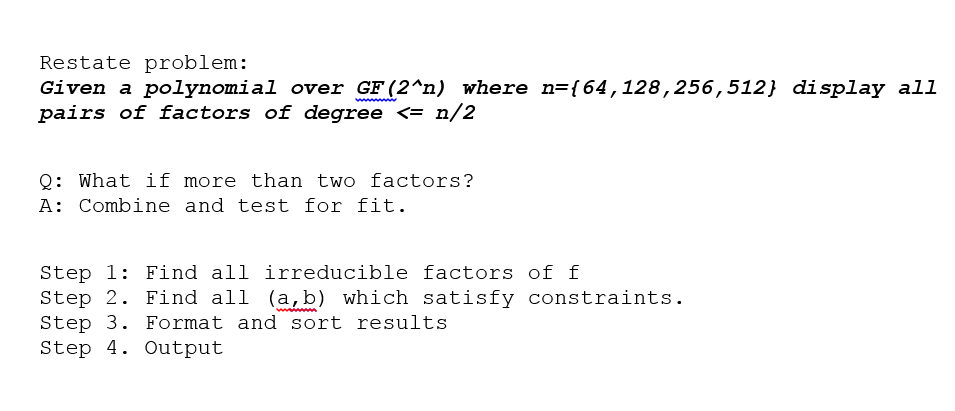 Restate problem:
Given a polynomial over GF(2^n) where n={64,128,256,512} display all
pairs of factors of degree <= n/2
Q: What if more than two factors?
A: Combine and test for fit.
Step 1: Find all irreducible factors of f
Step 2. Find all (a,b) which satisfy constraints.
Step 3. Format and sort results
Step 4. Output